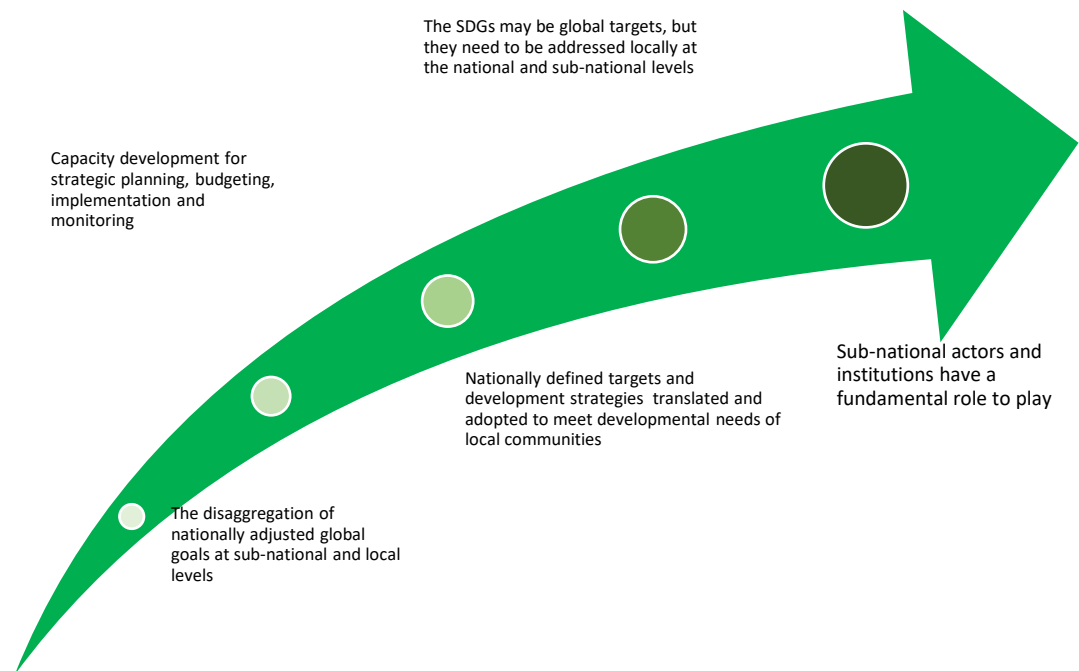 The SDGs may be global targets, but
they need to be addressed locally at
the national and sub-national levels
Capacity development for
strategic planning, budgeting,
implementation and
monitoring
Sub-national actors and
institutions have a
fundamental role to play
Nationally defined targets and
development strategies translated and
adopted to meet developmental needs of
local communities
The disaggregation of
nationally adjusted global
goals at sub-national and local
levels